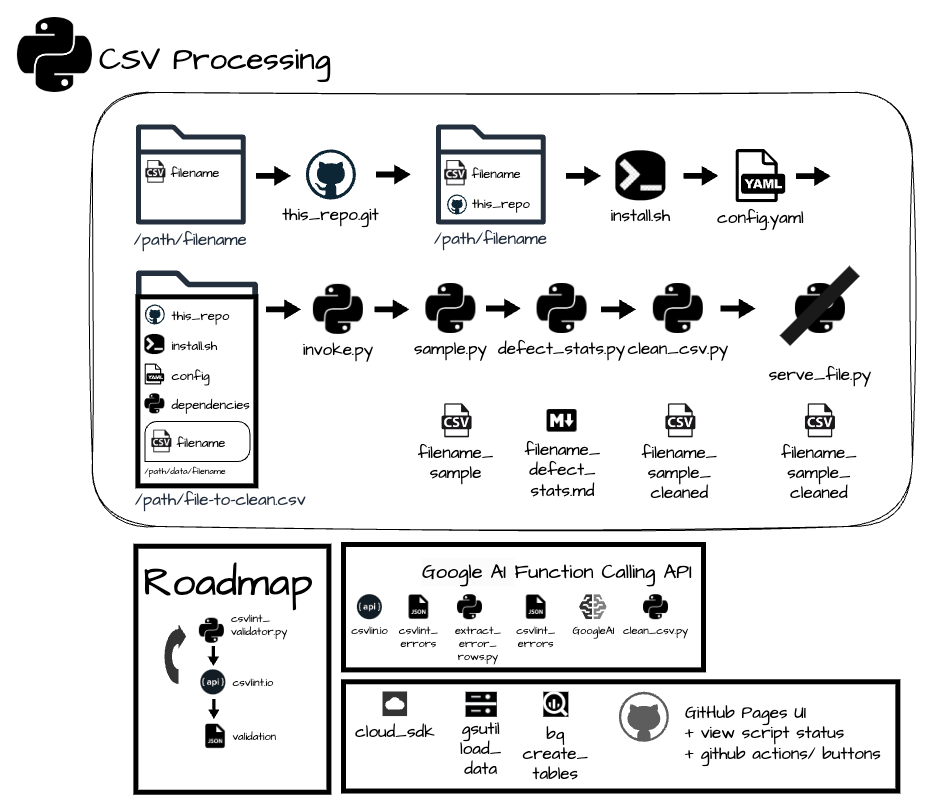 CSV Processing
CSV filename
this_repo.git
/path/filename
CSV filename
this_repo
/path/filename
install.sh
YAML
config.yaml
this_repo
install.sh
YAML config
dependencies
CSV filename
/path/data/filename
/path/file-to-clean.csv
invoke.py
sample.py
defect_stats.py
clean_csv.py
serve_file.py
CSV
filename_
sample
M
filename_
defect_
stats.md
CSV
filename_
sample_
cleaned
CSV
filename_
sample_
cleaned
Roadmap
csvlint_
validator.py
{api} csvlint.io
JSON validation
Google AI Function Calling API
{api}
csvlin.io
JSON
csvlint_
errors
extract_
error_
rows.py
JSON
csvlint_
errors
GoogleAI
clean_csv.py
cloud_sdk
gsutil
load_
data
bq
create_
tables
GitHub Pages UI
+ view script status
+ github actions/ buttons